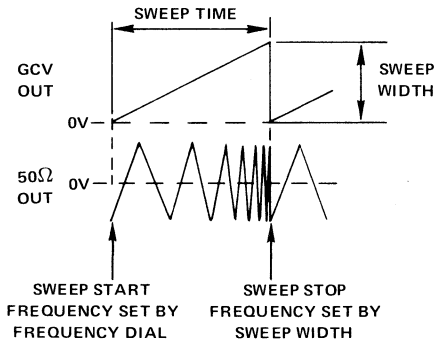 SWEEP TIME
GCV
OUT
SWEEP
WIDTH
0V
50Ω
OUT
0V
SWEEP START
FREQUENCY SET BY
FREQUENCY DIAL
SWEEP STOP
FREQUENCY SET BY
SWEEP WIDTH